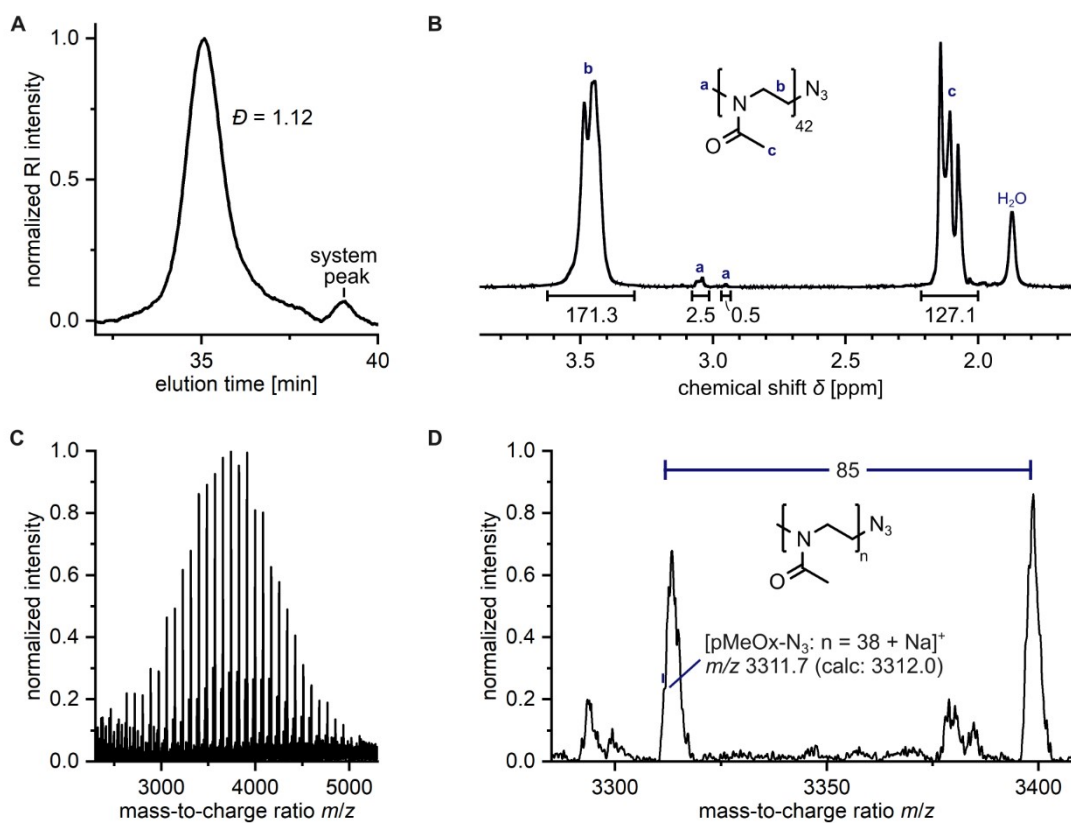 A
1.0
0.5
0.0
normalized RI intensity
Đ = 1.12
system
peak
35
40
elution time [min]
B
b
a
b
N
N₃
42
O
c
a
a
c
H₂O
171.3
2.5
0.5
127.1
3.5
3.0
2.5
2.0
chemical shift δ [ppm]
C
1.0
0.8
0.6
0.4
0.2
0.0
normalized intensity
3000
4000
5000
mass-to-charge ratio m/z
D
1.0
0.8
0.6
0.4
0.2
0.0
normalized intensity
85
N
N₃
n
O
[pMeOx-N₃: n = 38 + Na]⁺
m/z 3311.7 (calc: 3312.0)
3300
3350
3400
mass-to-charge ratio m/z